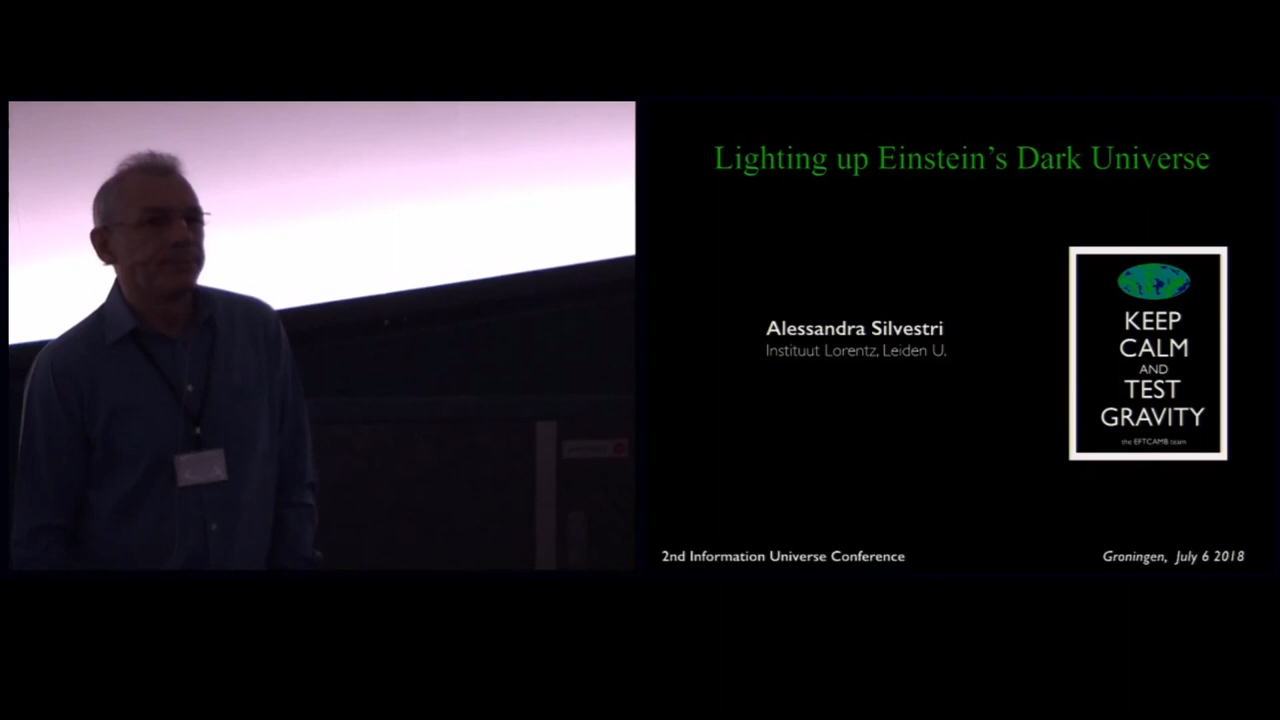 Lighting up Einstein's Dark Universe
Alessandra Silvestri
Instituut Lorentz, Leiden U.
KEEP
CALM
AND
TEST
GRAVITY
the EFTCAMB team
2nd Information Universe Conference
Groningen, July 6 2018